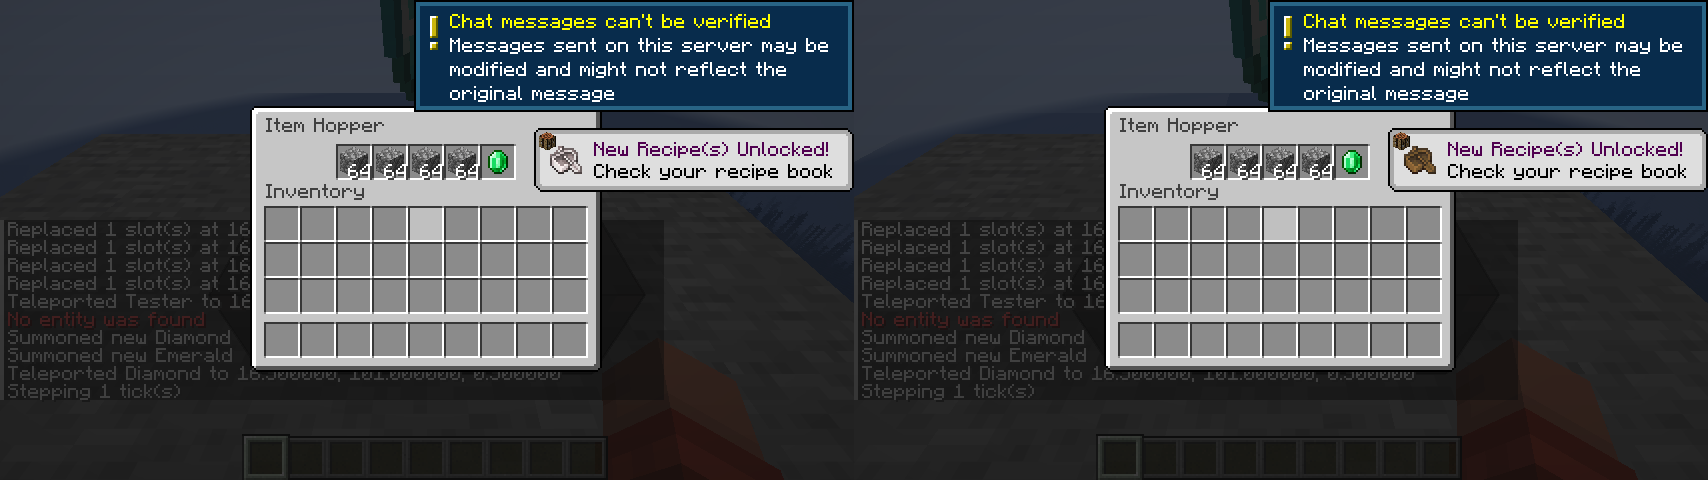 Chat messages can't be verified
Messages sent on this server may be
modified and might not reflect the
original message
Item Hopper
New Recipe(s) Unlocked!
Check your recipe book
64 64 64 64
Inventory
Replaced 1 slot(s) at 16
Replaced 1 slot(s) at 16
Replaced 1 slot(s) at 16
Replaced 1 slot(s) at 16
Teleported Tester to 16
No entity was found
Summoned new Diamond
Summoned new Emerald
Teleported Diamond to 16.500000, 101.000000, 0.500000
Stepping 1 tick(s)
Chat messages can't be verified
Messages sent on this server may be
modified and might not reflect the
original message
Item Hopper
New Recipe(s) Unlocked!
Check your recipe book
64 64 64 64
Inventory
Replaced 1 slot(s) at 16
Replaced 1 slot(s) at 16
Replaced 1 slot(s) at 16
Replaced 1 slot(s) at 16
Teleported Tester to 16
No entity was found
Summoned new Diamond
Summoned new Emerald
Teleported Diamond to 16.500000, 101.000000, 0.500000
Stepping 1 tick(s)